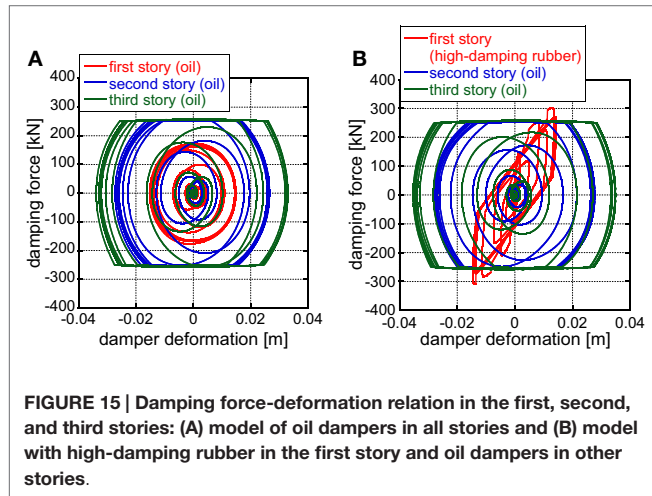 A
first story (oil)
second story (oil)
third story (oil)
400
300
200
100
0
-100
-200
-300
-400
damping force [kN]
-0.04
-0.02
0
0.02
0.04
damper deformation [m]
B
first story
(high-damping rubber)
second story (oil)
third story (oil)
400
300
200
100
0
-100
-200
-300
-400
damping force [kN]
-0.04
-0.02
0
0.02
0.04
damper deformation [m]
FIGURE 15 | Damping force-deformation relation in the first, second,
and third stories: (A) model of oil dampers in all stories and (B) model
with high-damping rubber in the first story and oil dampers in other
stories.